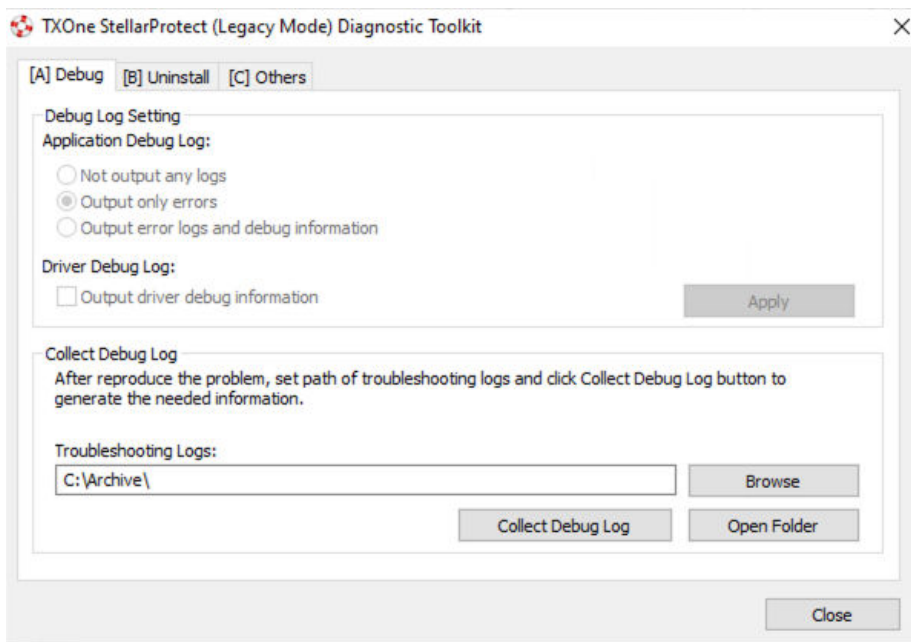 TXOne StellarProtect (Legacy Mode) Diagnostic Toolkit
[A] Debug
[B] Uninstall
[C] Others
Debug Log Setting
Application Debug Log:
Not output any logs
Output only errors
Output error logs and debug information
Driver Debug Log:
Output driver debug information
Apply
Collect Debug Log
After reproduce the problem, set path of troubleshooting logs and click Collect Debug Log button to
generate the needed information.
Troubleshooting Logs:
C:\Archive\
Browse
Collect Debug Log
Open Folder
Close